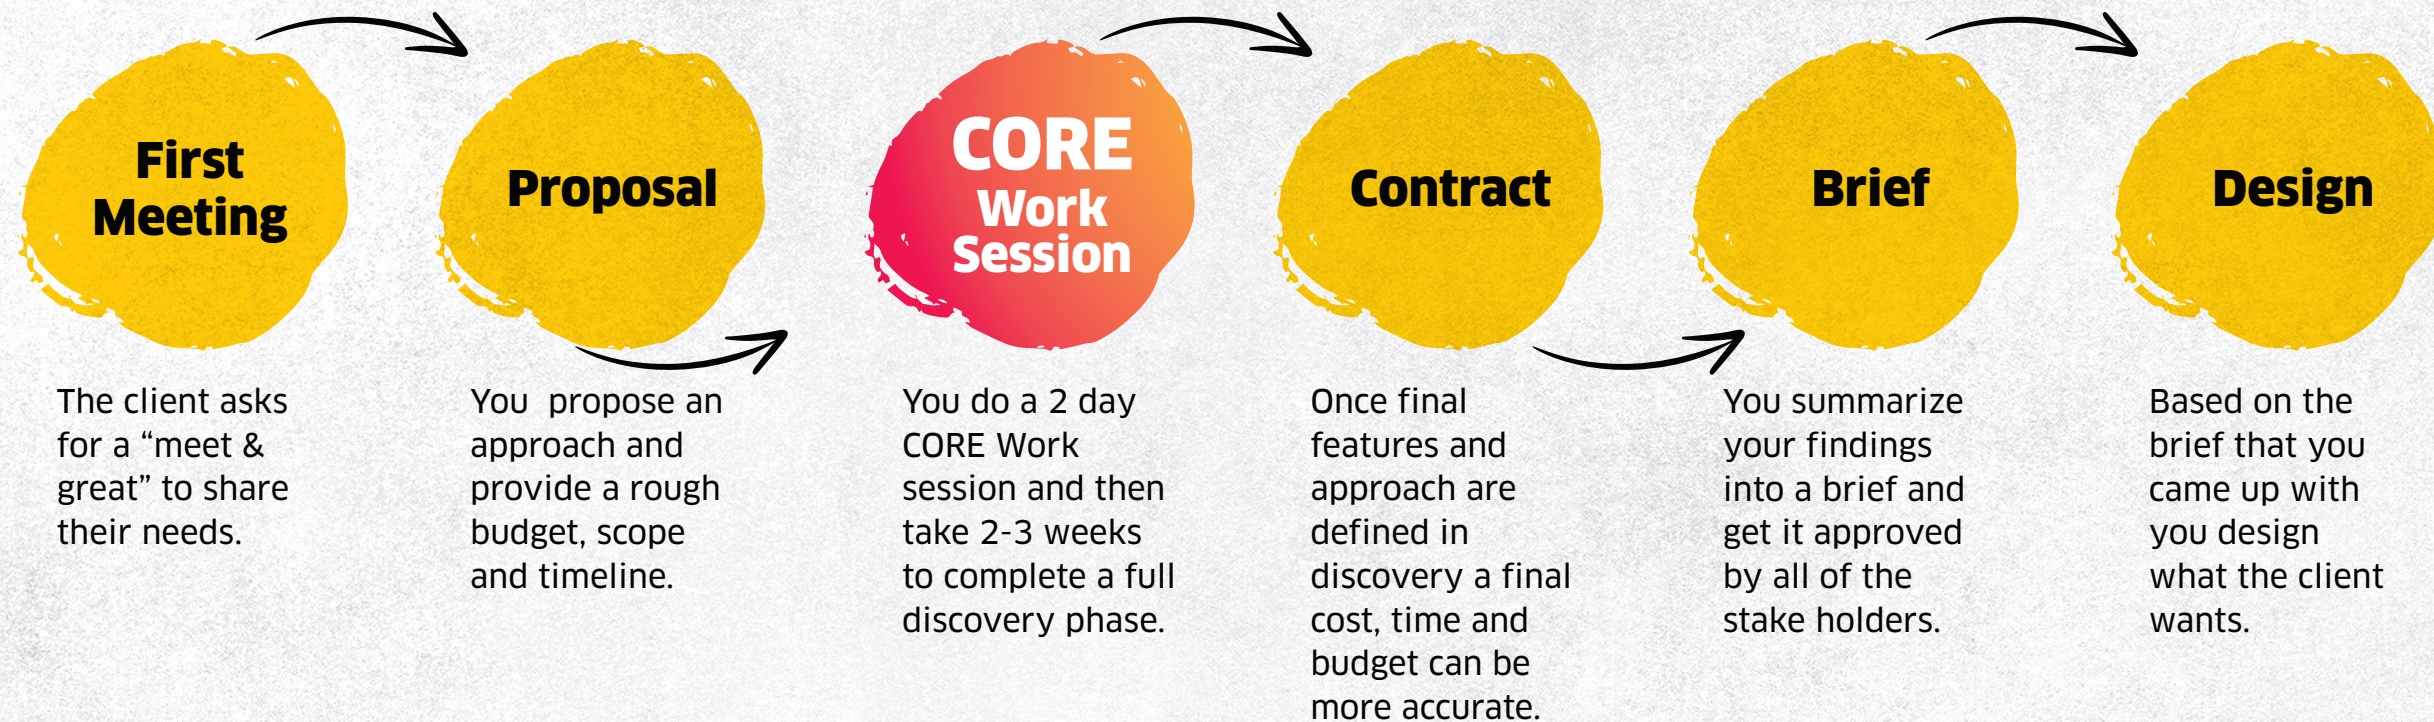 First
Meeting
The client asks
for a “meet &
great” to share
their needs.
Proposal
You  propose an
approach and
provide a rough
budget, scope
and timeline.
CORE
Work
Session
You do a 2 day
CORE Work
session and then
take 2-3 weeks
to complete a full
discovery phase.
Contract
Once final
features and
approach are
defined in
discovery a final
cost, time and
budget can be
more accurate.
Brief
You summarize
your findings
into a brief and
get it approved
by all of the
stake holders.
Design
Based on the
brief that you
came up with
you design
what the client
wants.